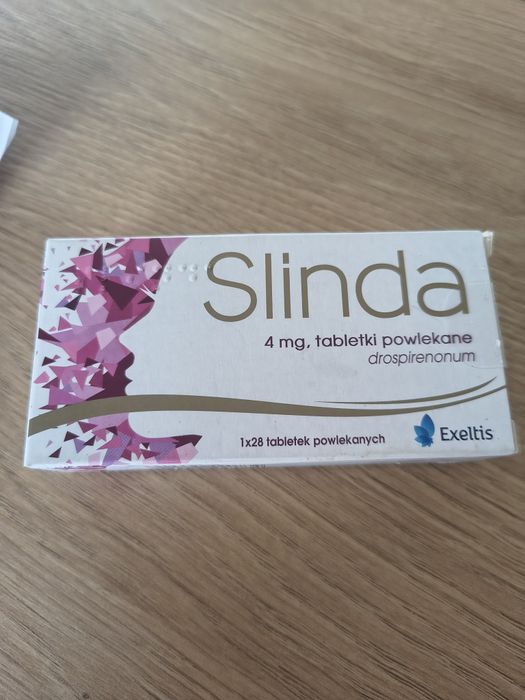 Slinda
4 mg, tabletki powlekane
drospirenonum
1x28 tabletek powlekanych
Exeltis